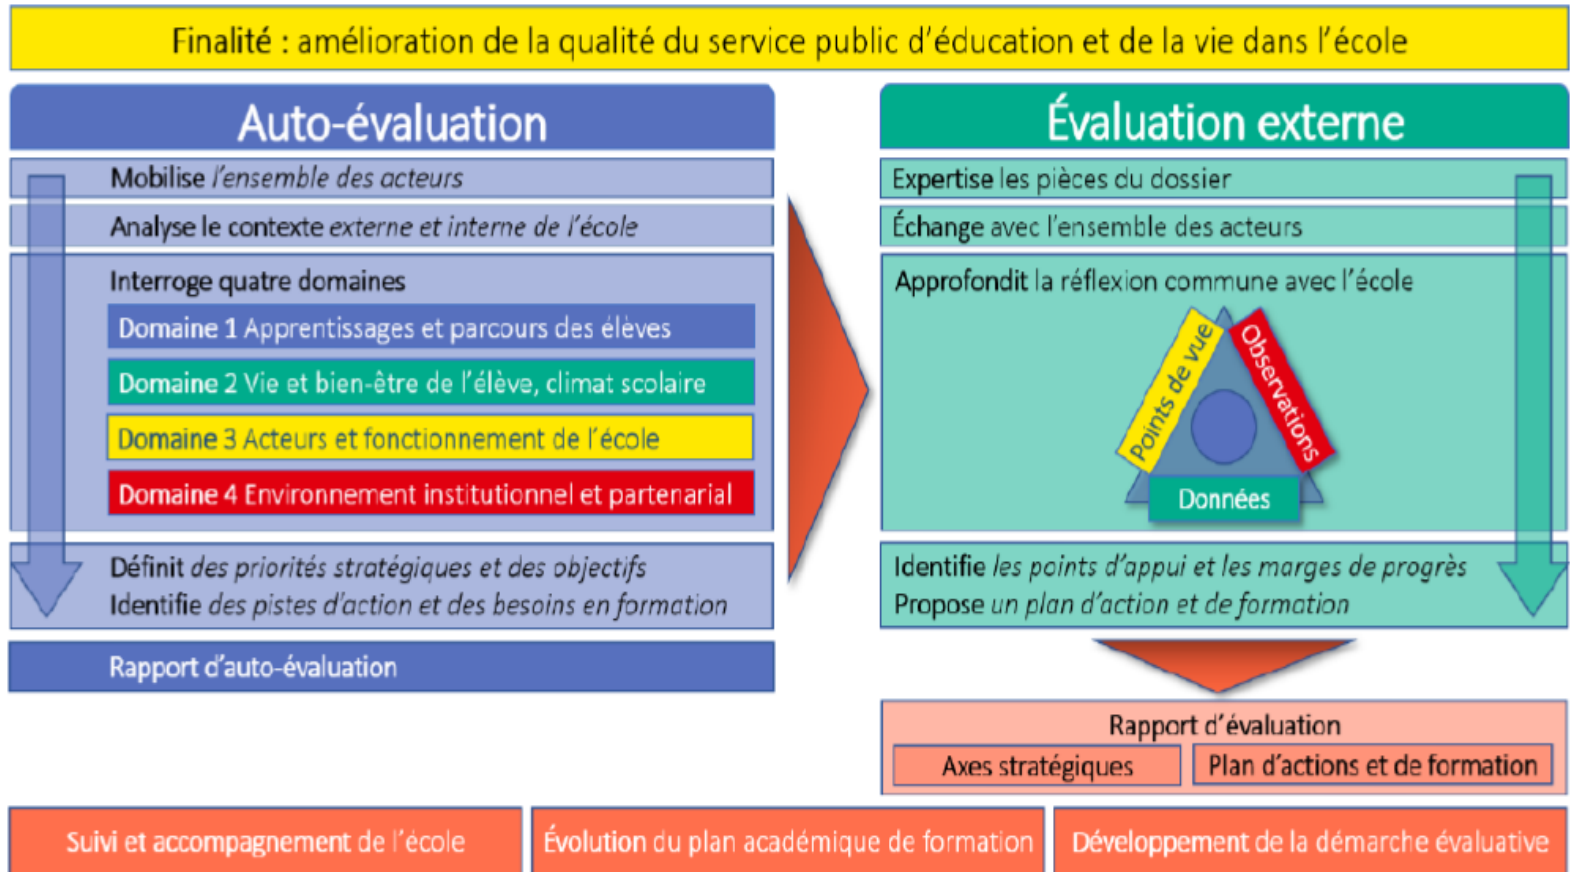 Finalité : amélioration de la qualité du service public d'éducation et de la vie dans l'école
Auto-évaluation
Mobilise l'ensemble des acteurs
Analyse le contexte externe et interne de l'école
Interroge quatre domaines
Domaine 1 Apprentissages et parcours des élèves
Domaine 2 Vie et bien-être de l'élève, climat scolaire
Domaine 3 Acteurs et fonctionnement de l'école
Domaine 4 Environnement institutionnel et partenarial
Définit des priorités stratégiques et des objectifs
Identifie des pistes d'action et des besoins en formation
Rapport d'auto-évaluation
Évaluation externe
Expertise les pièces du dossier
Échange avec l'ensemble des acteurs
Approfondit la réflexion commune avec l'école
Points de vue
Observations
Données
Identifie les points d'appui et les marges de progrès
Propose un plan d'action et de formation
Rapport d'évaluation
Axes stratégiques
Plan d'actions et de formation
Suivi et accompagnement de l'école
Évolution du plan académique de formation
Développement de la démarche évaluative